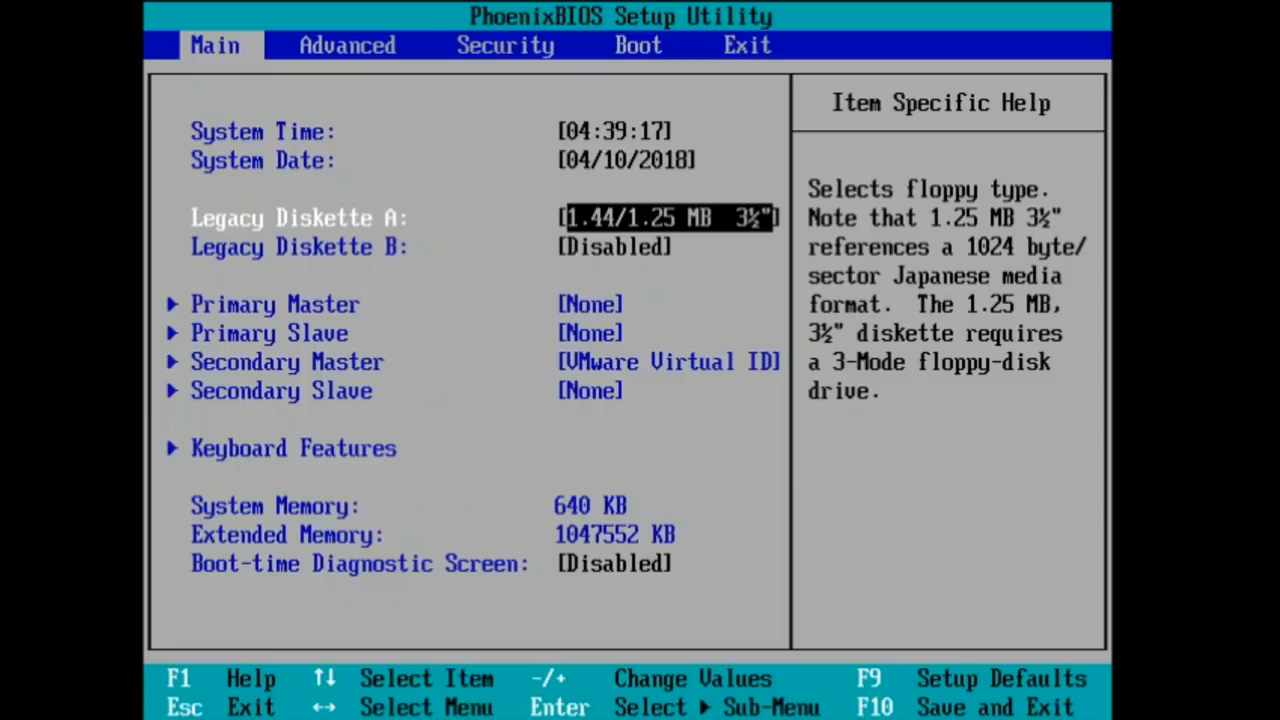 PhoenixBIOS Setup Utility
Main Advanced Security Boot Exit
System Time: [04:39:17]
System Date: [04/10/2018]
Legacy Diskette A: [1.44/1.25 MB 3½"]
Legacy Diskette B: [Disabled]
▶ Primary Master [None]
▶ Primary Slave [None]
▶ Secondary Master [VMware Virtual ID]
▶ Secondary Slave [None]
▶ Keyboard Features
System Memory: 640 KB
Extended Memory: 1047552 KB
Boot-time Diagnostic Screen: [Disabled]
Item Specific Help
Selects floppy type.
Note that 1.25 MB 3½"
references a 1024 byte/
sector Japanese media
format. The 1.25 MB,
3½" diskette requires
a 3-Mode floppy-disk
drive.
F1 Help ↑↓ Select Item -/+ Change Values F9 Setup Defaults
Esc Exit ↔ Select Menu Enter Select ▶ Sub-Menu F10 Save and Exit